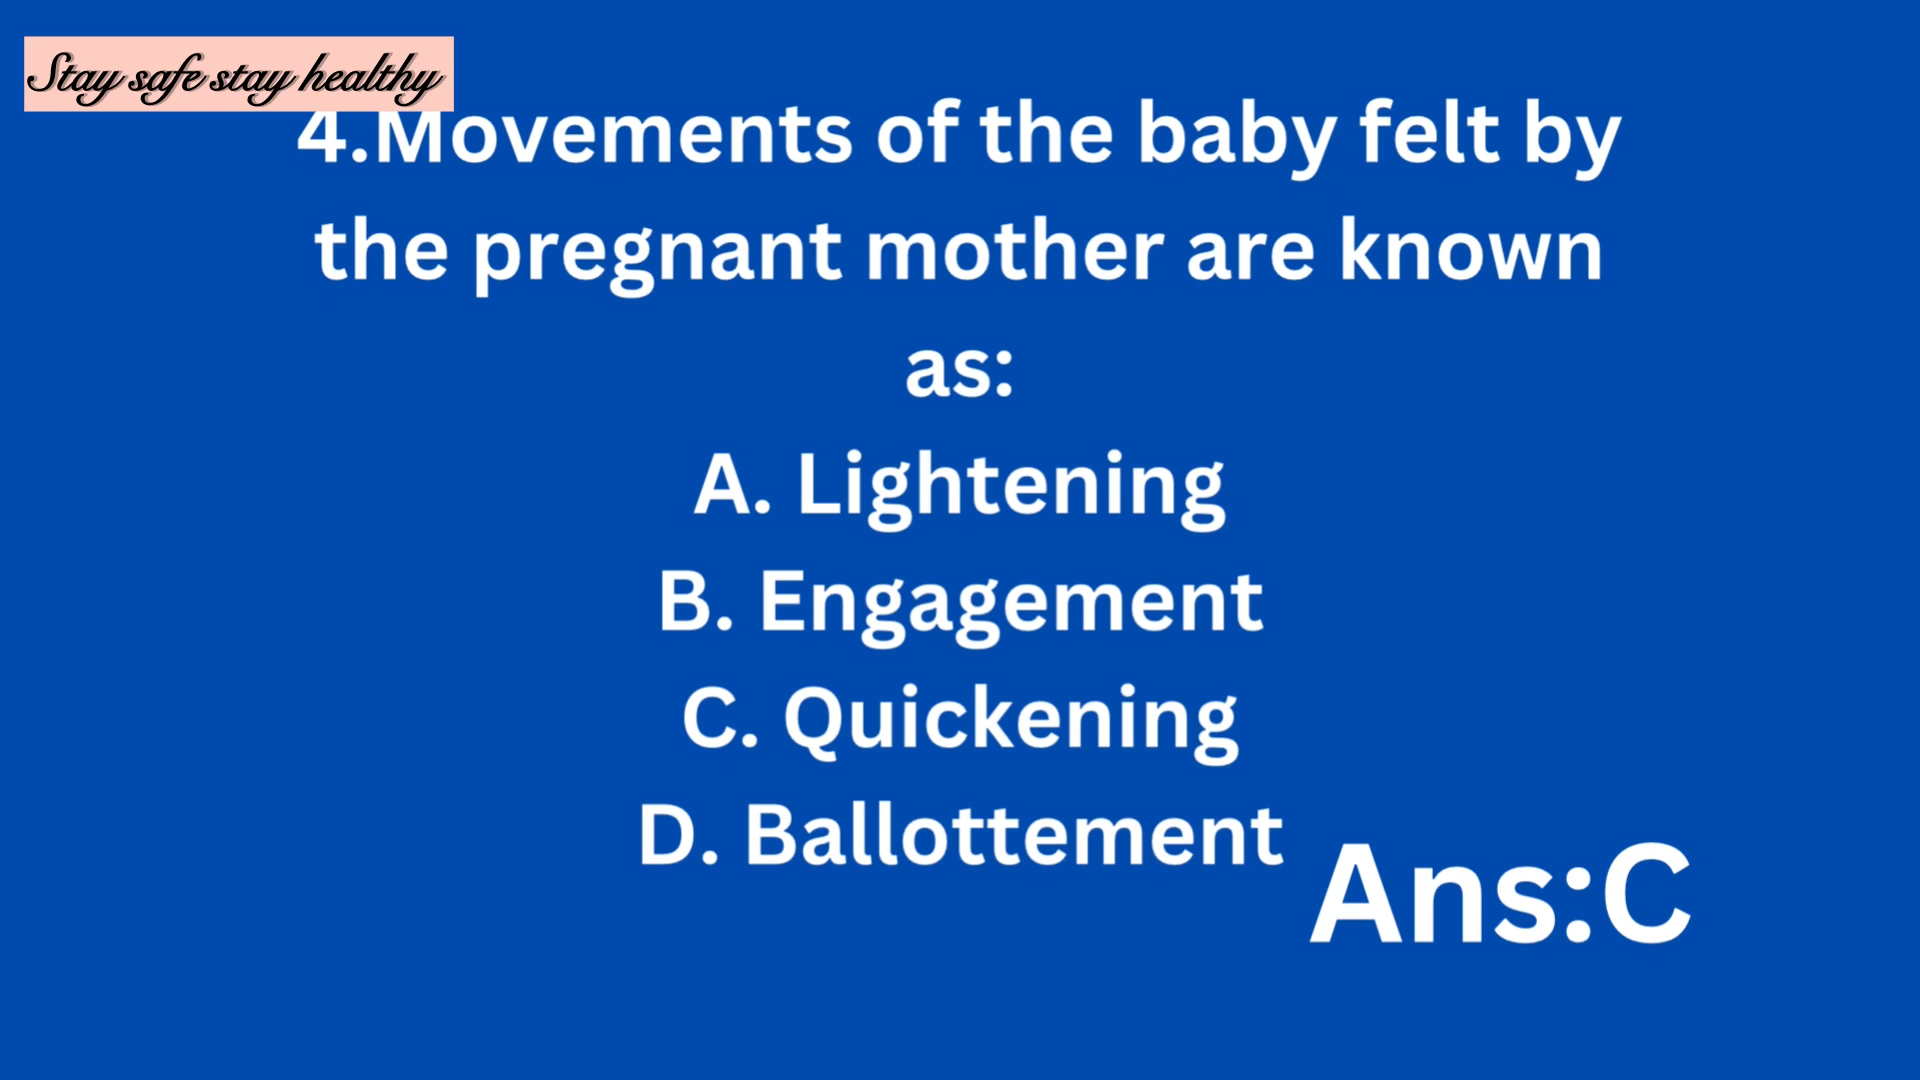 Stay safe stay healthy
4.Movements of the baby felt by
the pregnant mother are known
as:
A. Lightening
B. Engagement
C. Quickening
D. Ballottement
Ans:C